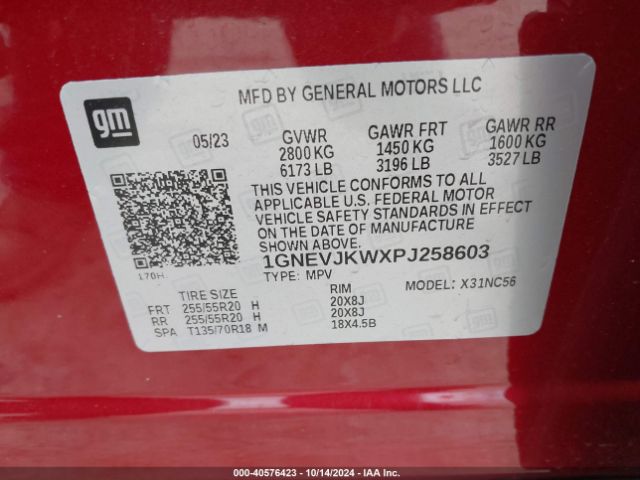 gm
MFD BY GENERAL MOTORS LLC
05/23 GVWR GAWR FRT GAWR RR
2800 KG 1450 KG 1600 KG
6173 LB 3196 LB 3527 LB
THIS VEHICLE CONFORMS TO ALL
APPLICABLE U.S. FEDERAL MOTOR
VEHICLE SAFETY STANDARDS IN EFFECT
ON DATE OF MANUFACTURE
1GNEVJKWXPJ258603
170H
TYPE: MPV MODEL: X31NC56
TIRE SIZE RIM
FRT 255/55R20 H 20X8J
RR 255/55R20 H 20X8J
SPA T135/70R18 M 18X4.5B
000-40576423 - 10/14/2024 - IAA Inc.